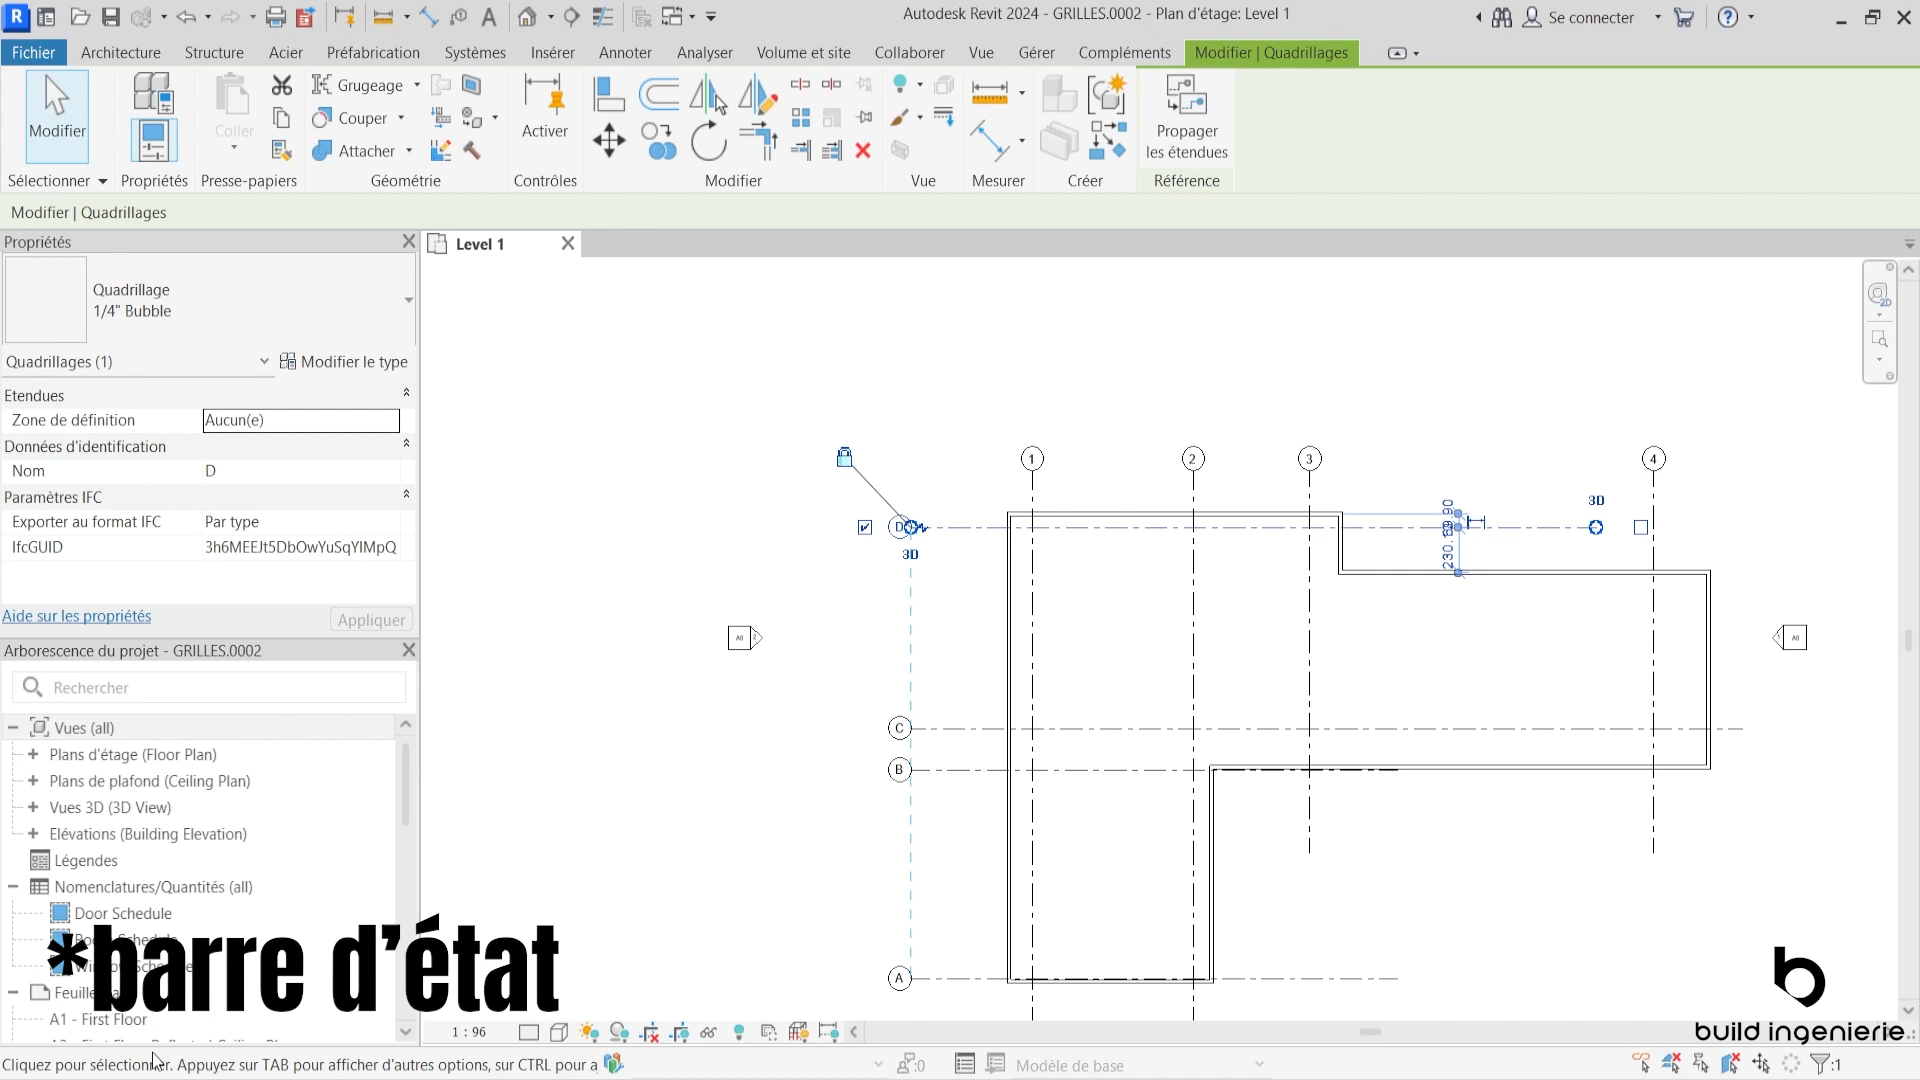 Autodesk Revit 2024 - GRILLES.0002 - Plan d'étage: Level 1
Se connecter
Fichier Architecture Structure Acier Préfabrication Systèmes Insérer Annoter Analyser Volume et site Collaborer Vue Gérer Compléments Modifier | Quadrillages
Modifier
Coller
Grugeage
Couper
Attacher
Activer
Propager
les étendues
Sélectionner Propriétés Presse-papiers Géométrie Contrôles Modifier Vue Mesurer Créer Référence
Modifier | Quadrillages
Propriétés
Level 1
Quadrillage
1/4" Bubble
Quadrillages (1)
Modifier le type
Etendues
Zone de définition Aucun(e)
Données d'identification
Nom D
Paramètres IFC
Exporter au format IFC Par type
IfcGUID 3h6MEEJt5DbOwYuSqYIMpQ
Aide sur les propriétés
Appliquer
Arborescence du projet - GRILLES.0002
Rechercher
Vues (all)
Plans d'étage (Floor Plan)
Plans de plafond (Ceiling Plan)
Vues 3D (3D View)
Elévations (Building Elevation)
Légendes
Nomenclatures/Quantités (all)
Door Schedule
A1 - First Floor
*barre d'état
1 2 3 4
3D
D
3D
2D
C
B
A
A6 2
1 A6
1 : 96
build ingenierie
Cliquez pour sélectionner. Appuyez sur TAB pour afficher d'autres options, sur CTRL pour a
:0
Modèle de base
:1